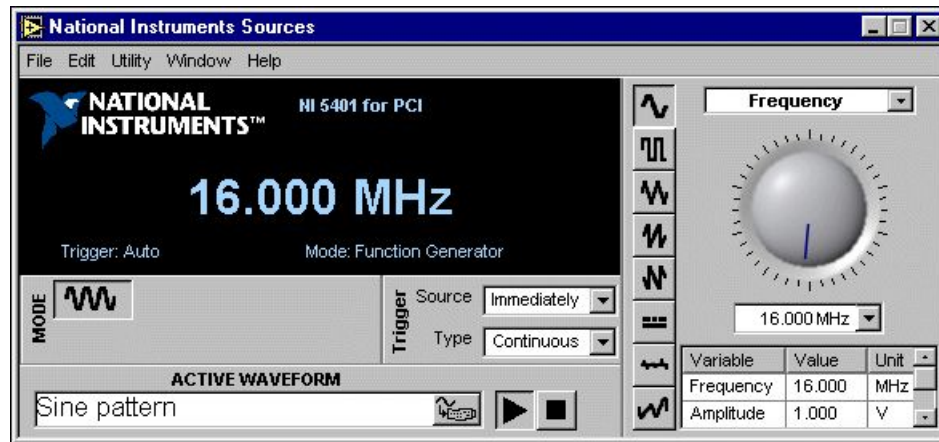 National Instruments Sources
File Edit Utility Window Help
NATIONAL INSTRUMENTS™
NI 5401 for PCI
16.000 MHz
Trigger: Auto
Mode: Function Generator
MODE
Trigger
Source Immediately
Type Continuous
ACTIVE WAVEFORM
Sine pattern
Frequency
16.000 MHz
Variable Value Unit
Frequency 16.000 MHz
Amplitude 1.000 V